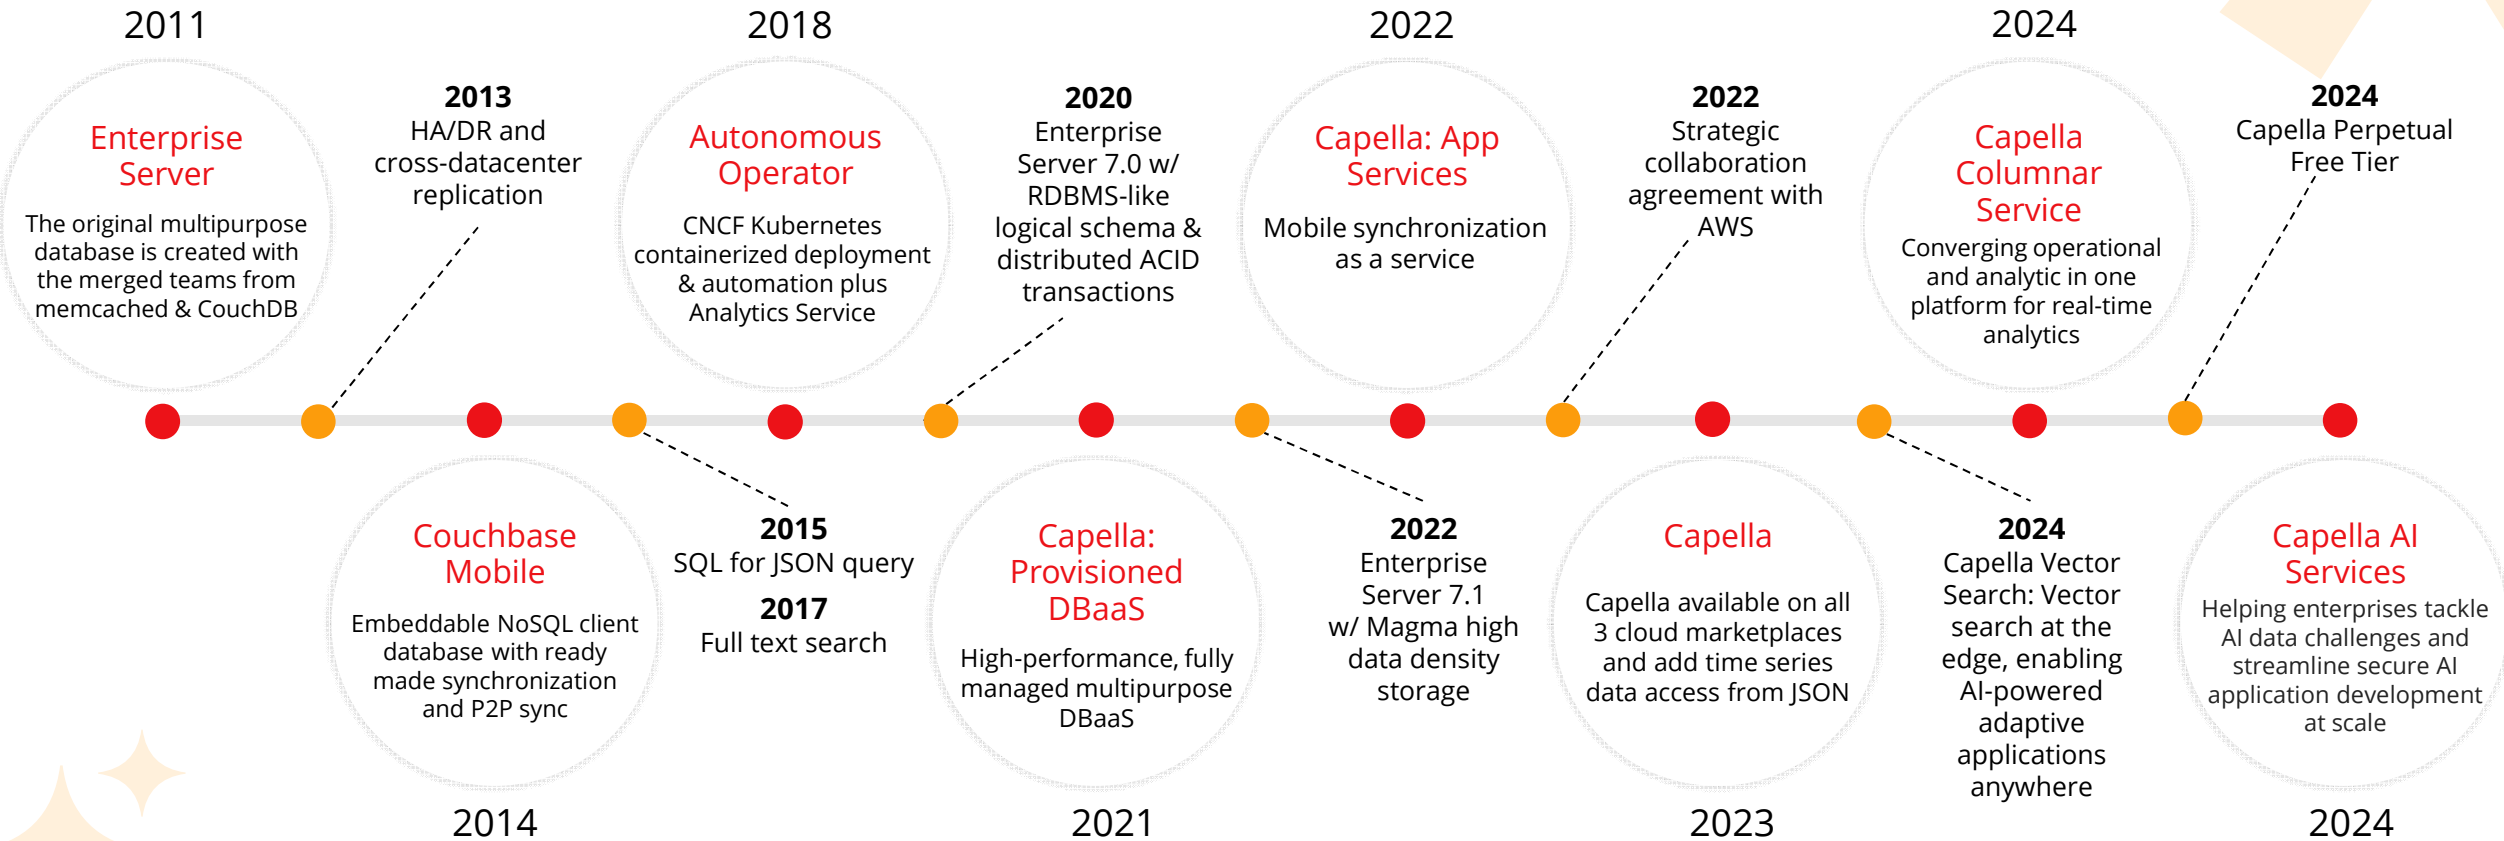 2011
Enterprise
Server
The original multipurpose
database is created with
the merged teams from
memcached & CouchDB
2013
HA/DR and
cross-datacenter
replication
2018
Autonomous
Operator
CNCF Kubernetes
containerized deployment
& automation plus
Analytics Service
2020
Enterprise
Server 7.0 w/
RDBMS-like
logical schema &
distributed ACID
transactions
2022
Capella: App
Services
Mobile synchronization
as a service
2022
Strategic
collaboration
agreement with
AWS
2024
Capella
Columnar
Service
Converging operational
and analytic in one
platform for real-time
analytics
2024
Capella Perpetual
Free Tier
Couchbase
Mobile
Embeddable NoSQL client
database with ready
made synchronization
and P2P sync
2014
2015
SQL for JSON query
2017
Full text search
Capella:
Provisioned
DBaaS
High-performance, fully
managed multipurpose
DBaaS
2021
2022
Enterprise
Server 7.1
w/ Magma high
data density
storage
Capella
Capella available on all
3 cloud marketplaces
and add time series
data access from JSON
2023
2024
Capella Vector
Search: Vector
search at the
edge, enabling
AI-powered
adaptive
applications
anywhere
Capella AI
Services
Helping enterprises tackle
AI data challenges and
streamline secure AI
application development
at scale
2024